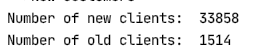 Number of new clients:  33858
Number of old clients:  1514